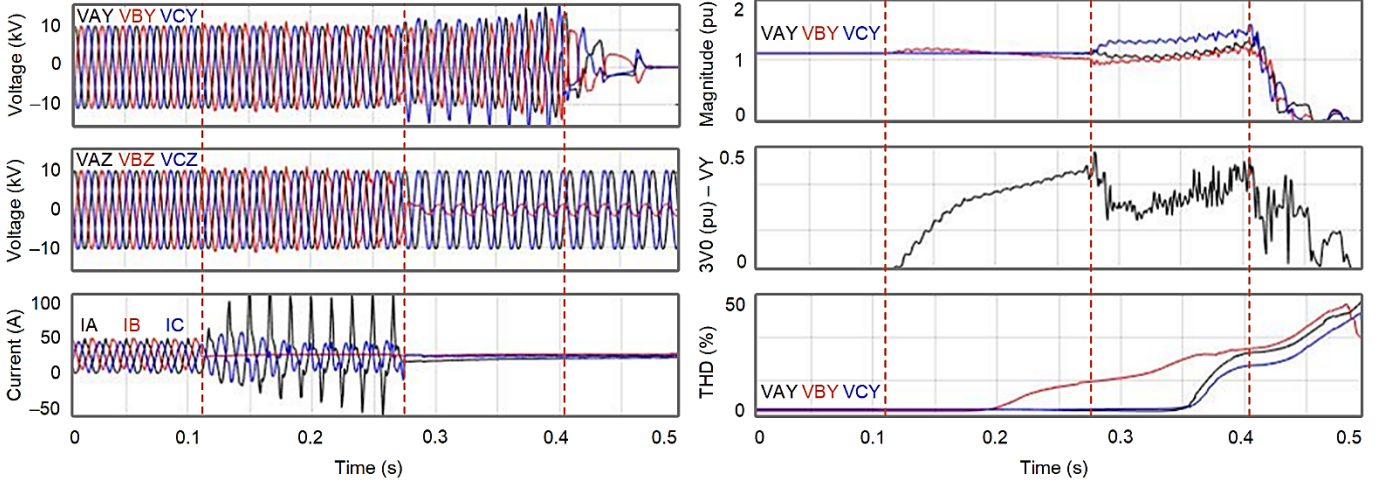 VAY VBY VCY
Voltage (kV)
10
0
–10
VAZ VBZ VCZ
Voltage (kV)
10
0
–10
IA IB IC
Current (A)
100
50
0
–50
0 0.1 0.2 0.3 0.4 0.5
Time (s)
VAY VBY VCY
Magnitude (pu)
2
1
0
3V0 (pu) – VY
0.5
0
THD (%)
50
0
VAY VBY VCY
0 0.1 0.2 0.3 0.4 0.5
Time (s)